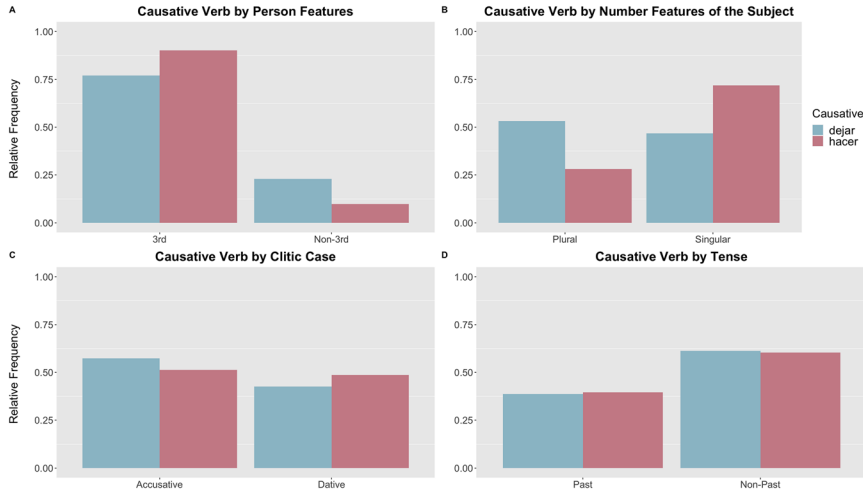 A
Causative Verb by Person Features
1.00
0.75
0.50
0.25
0.00
Relative Frequency
3rd
Non-3rd
B
Causative Verb by Number Features of the Subject
1.00
0.75
0.50
0.25
0.00
Plural
Singular
Causative
dejar
hacer
C
Causative Verb by Clitic Case
1.00
0.75
0.50
0.25
0.00
Relative Frequency
Accusative
Dative
D
Causative Verb by Tense
1.00
0.75
0.50
0.25
0.00
Past
Non-Past